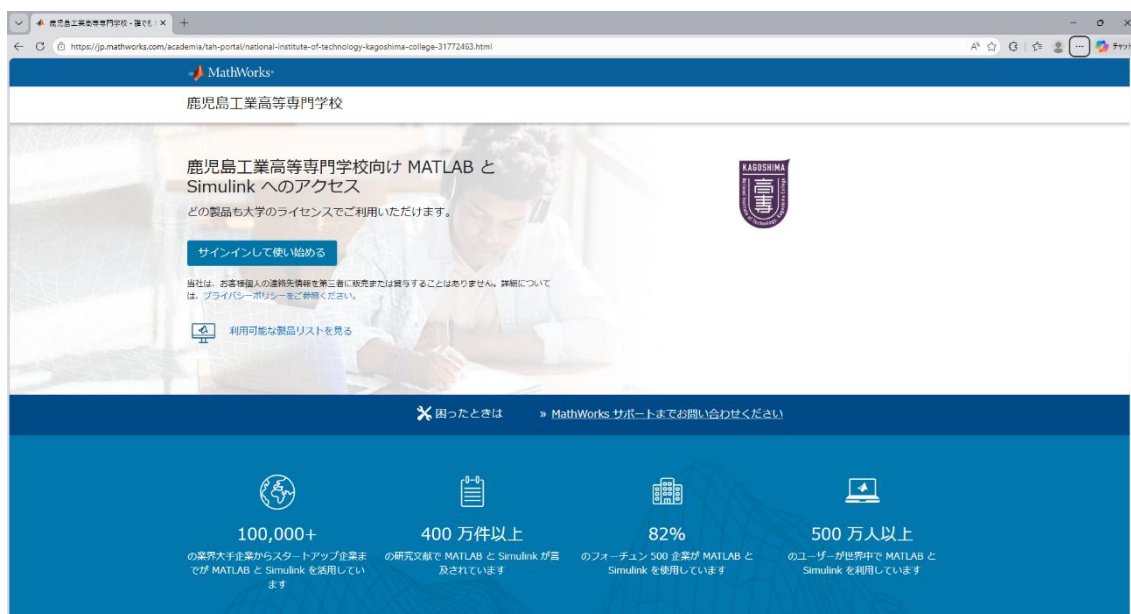 鹿児島工業高等専門学校 - 誰でも
https://jp.mathworks.com/academia/tah-portal/national-institute-of-technology-kagoshima-college-31772463.html
MathWorks
鹿児島工業高等専門学校
鹿児島工業高等専門学校向け MATLAB と
Simulink へのアクセス
どの製品も大学のライセンスでご利用いただけます。
サインインして使い始める
当社は、お客様個人の連絡先情報を第三者に販売または貸与することはありません。詳細について
は、プライバシーポリシーをご参照ください。
利用可能な製品リストを見る
KAGOSHIMA
高専
困ったときは » MathWorks サポートまでお問い合わせください
100,000+
の業界大手企業からスタートアップ企業ま
でが MATLAB と Simulink を活用してい
ます
400 万件以上
の研究文献で MATLAB と Simulink が言
及されています
82%
のフォーチュン 500 企業が MATLAB と
Simulink を使用しています
500 万人以上
のユーザーが世界中で MATLAB と
Simulink を利用しています